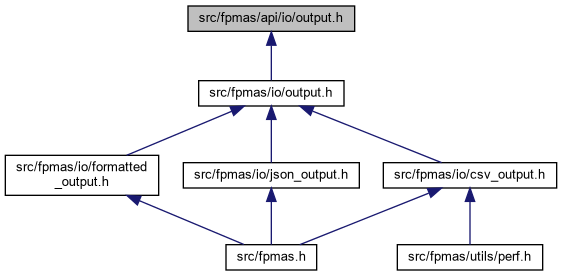 src/fpmas/api/io/output.h
src/fpmas/io/output.h
src/fpmas/io/formatted
_output.h
src/fpmas/io/json_output.h
src/fpmas/io/csv_output.h
src/fpmas.h
src/fpmas/utils/perf.h